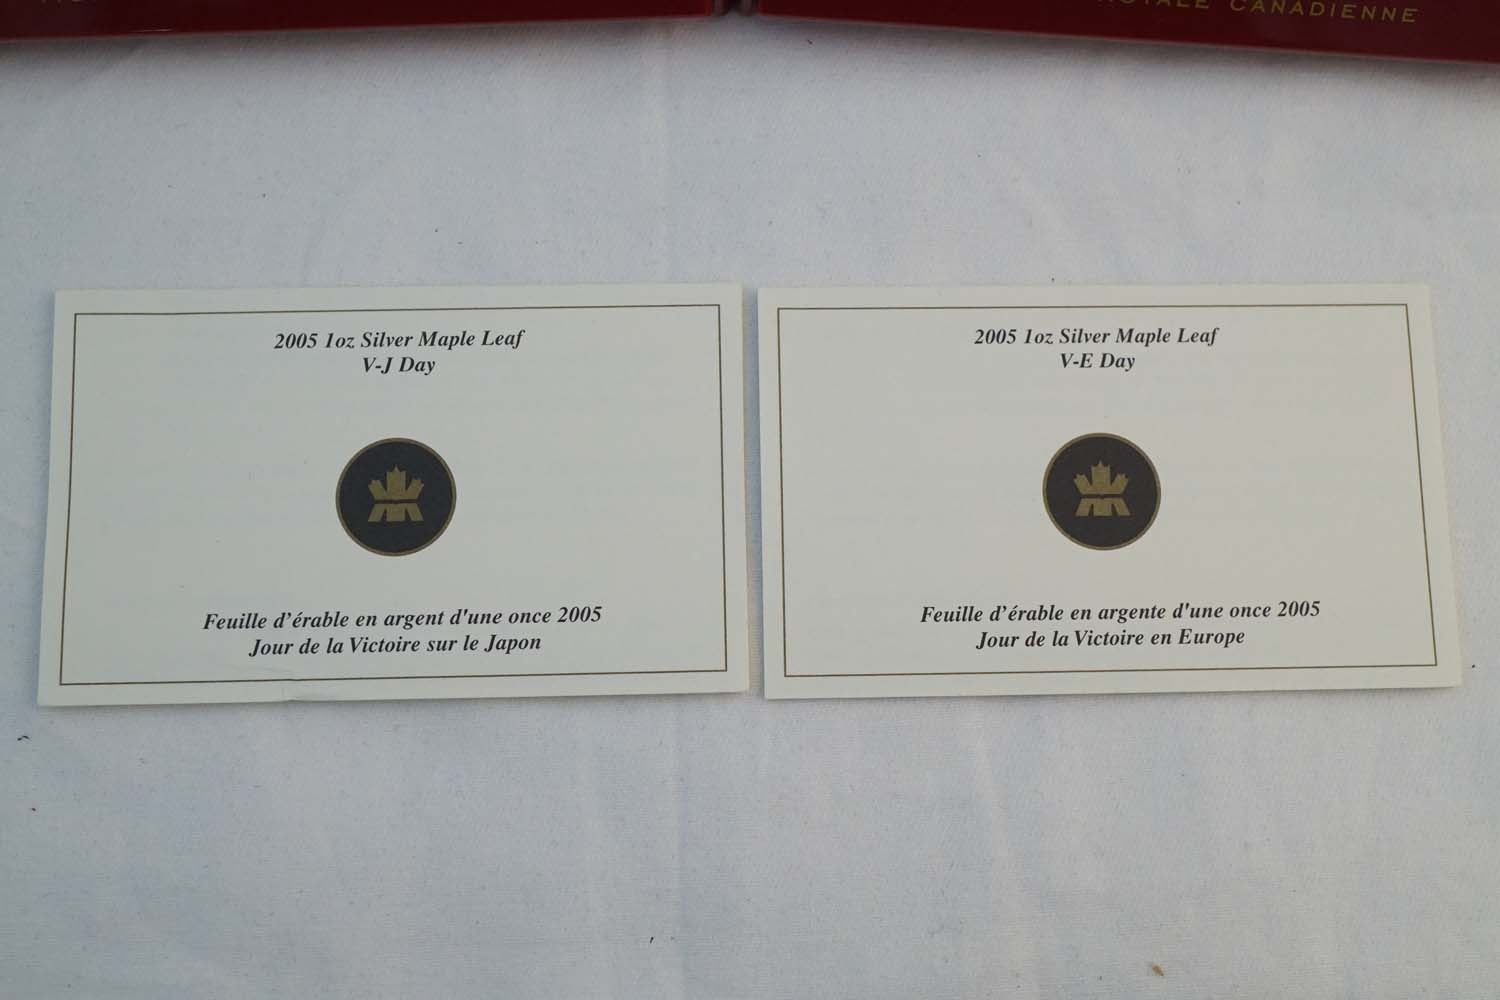 CANADIENNE
2005 1oz Silver Maple Leaf
V-J Day
Feuille d'érable en argent d'une once 2005
Jour de la Victoire sur le Japon
2005 1oz Silver Maple Leaf
V-E Day
Feuille d'érable en argente d'une once 2005
Jour de la Victoire en Europe